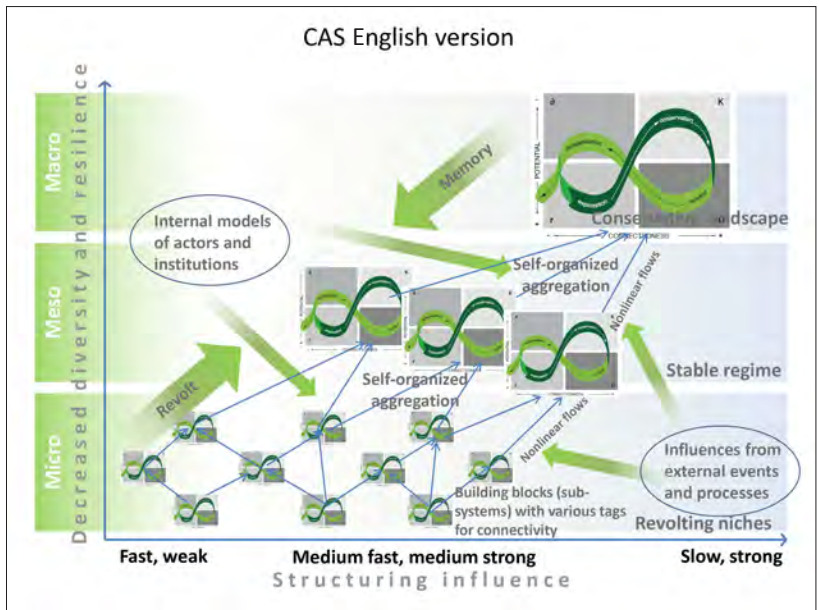 CAS English version
Decreased diversity and resilience
Macro
Meso
Micro
K
POTENTIAL
Memory
Internal models
of actors and
institutions
CONNECTEDNESS
Self-organized
aggregation
Nonlinear flows
Stable regime
Revolt
Self-organized
aggregation
Nonlinear flows
Influences from
external events
and processes
Building blocks (sub-
systems) with various tags
for connectivity
Revolting niches
Fast, weak
Medium fast, medium strong
Slow, strong
Structuring influence